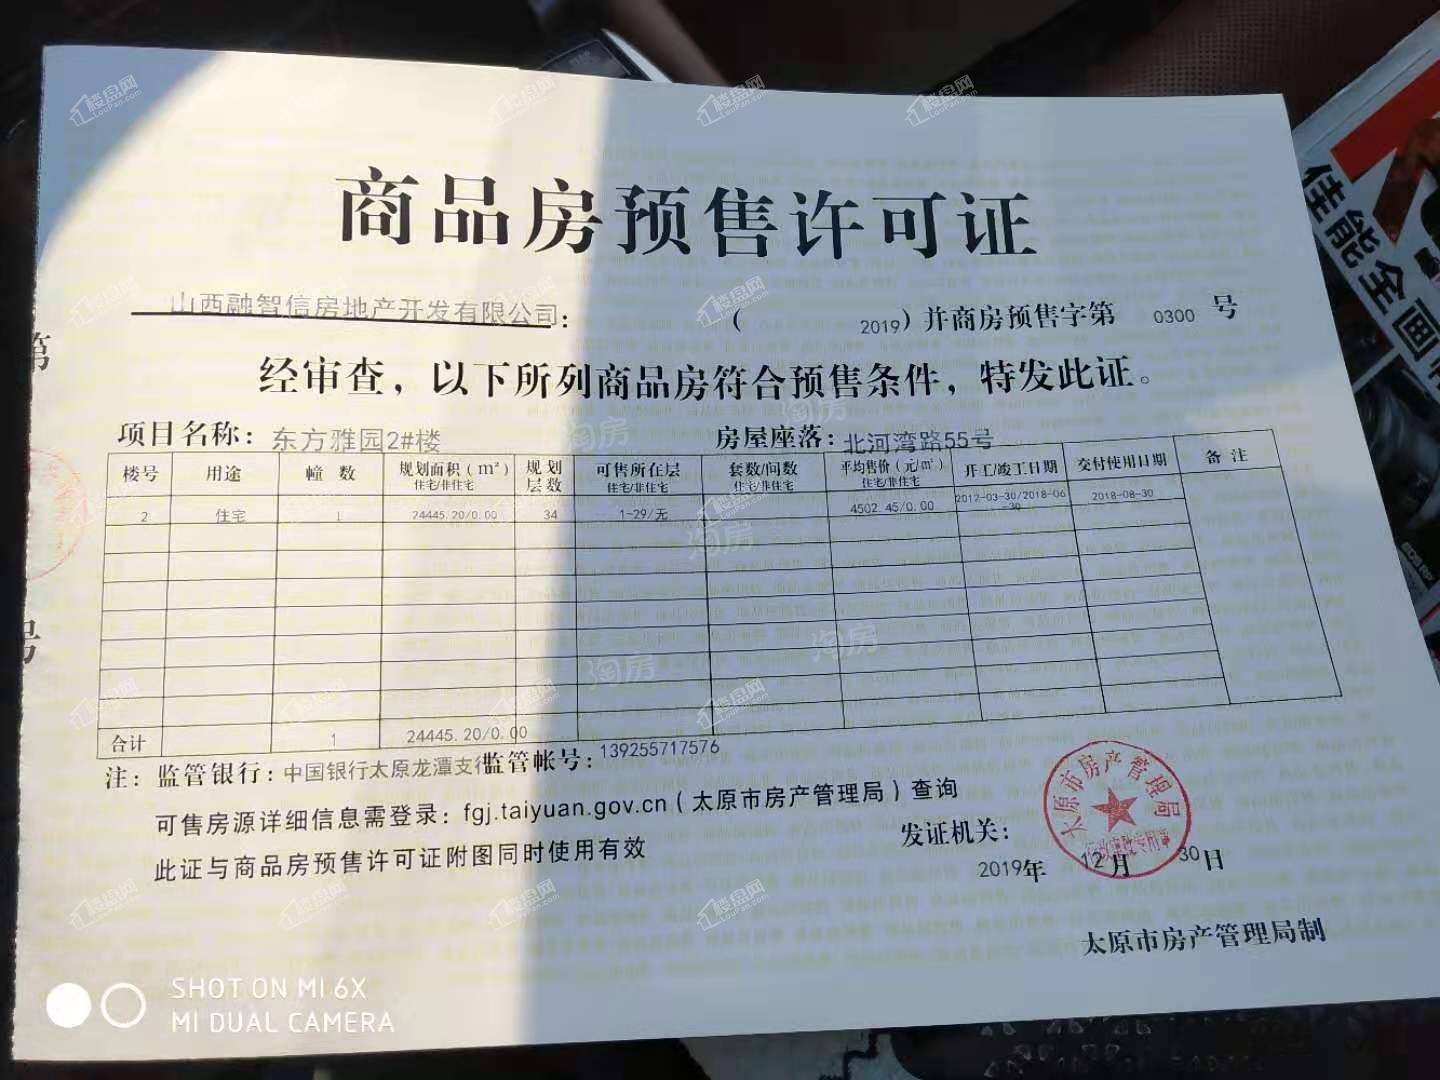 商品房预售许可证
山西融智信房地产开发有限公司： （ 2019）并商房预售字第 0300 号
经审查，以下所列商品房符合预售条件，特发此证。
项目名称：东方雅园2#楼 房屋座落：北河湾路55号
楼号 用途 幢 数 规划面积（m²）住宅/非住宅 规划层数 可售所在层 住宅/非住宅 套数/间数 住宅/非住宅 平均售价（元/㎡）住宅/非住宅 开工/竣工日期 交付使用日期 备 注
2 住宅 1 24445.20/0.00 34 1-29/无 4502.45/0.00 2012-03-30/2018-06-30 2018-08-30
合计 1 24445.20/0.00
注：监管银行：中国银行太原龙潭支行监管帐号：139255717576
可售房源详细信息需登录：fgj.taiyuan.gov.cn（太原市房产管理局）查询
此证与商品房预售许可证附图同时使用有效
发证机关：
太原市房产管理局
2019年 12月 30日
太原市房产管理局制
第
号
佳能全画
楼盘网
LouPan.com
淘房
SHOT ON MI 6X
MI DUAL CAMERA